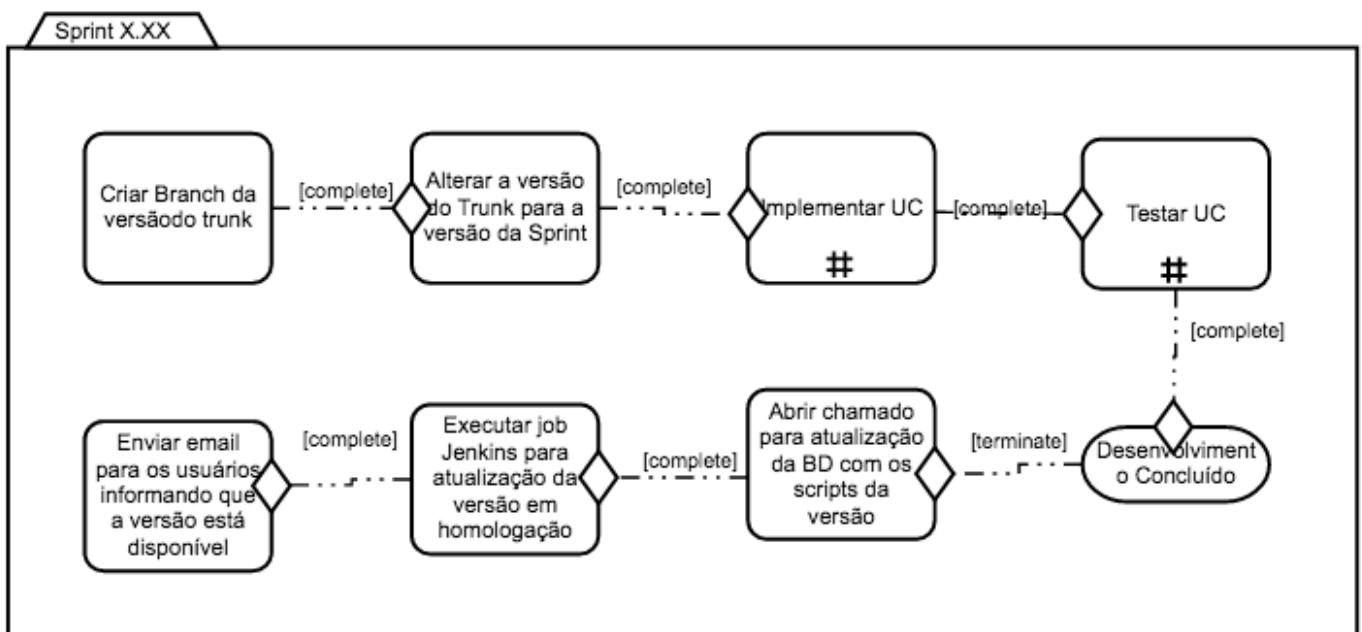 Sprint X.XX
Criar Branch da
versãodo trunk
[complete]
Alterar a versão
do Trunk para a
versão da Sprint
[complete]
Implementar UC
[complete]
Testar UC
[complete]
Desenvolviment
o Concluído
[terminate]
Abrir chamado
para atualização
da BD com os
scripts da
versão
[complete]
Executar job
Jenkins para
atualização da
versão em
homologação
[complete]
Enviar email
para os usuários
informando que
a versão está
disponível